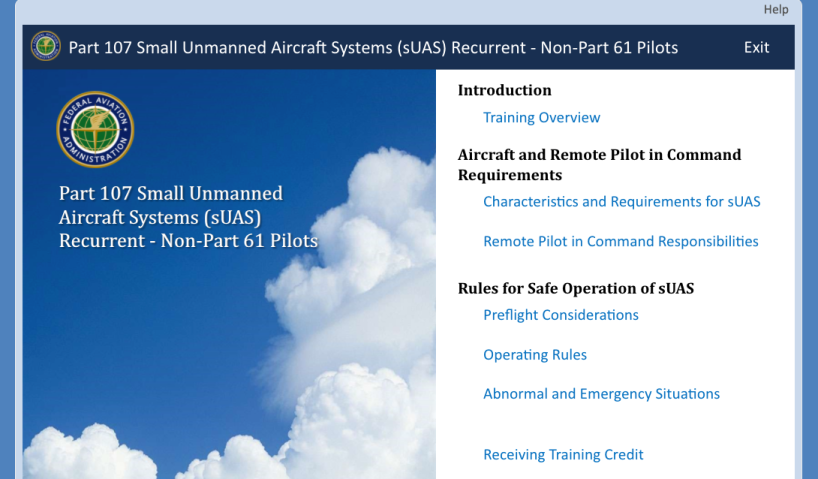 Help
Part 107 Small Unmanned Aircraft Systems (sUAS) Recurrent - Non-Part 61 Pilots
Exit
FEDERAL AVIATION
ADMINISTRATION
Part 107 Small Unmanned
Aircraft Systems (sUAS)
Recurrent - Non-Part 61 Pilots
Introduction
Training Overview
Aircraft and Remote Pilot in Command
Requirements
Characteristics and Requirements for sUAS
Remote Pilot in Command Responsibilities
Rules for Safe Operation of sUAS
Preflight Considerations
Operating Rules
Abnormal and Emergency Situations
Receiving Training Credit